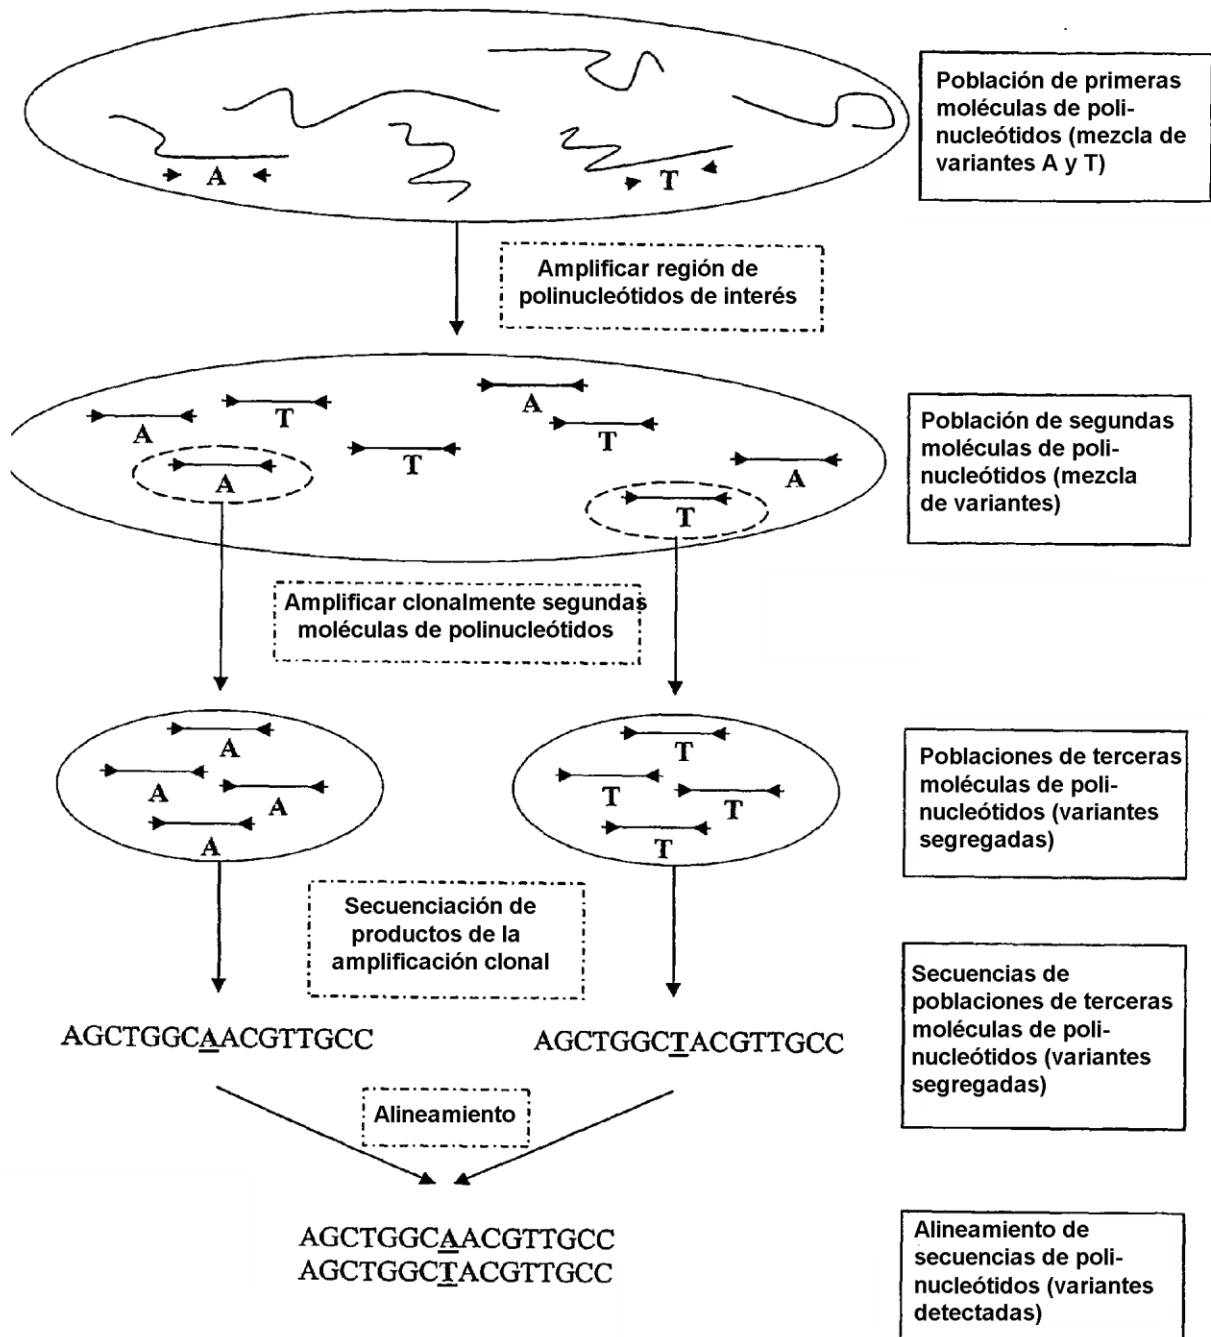 Población de primeras
moléculas de poli-
nucleótidos (mezcla de
variantes A y T)
A
T
Amplificar región de
polinucleótidos de interés
A
T
A
T
T
A
A
T
Población de segundas
moléculas de poli-
nucleótidos (mezcla
de variantes)
Amplificar clonalmente segundas
moléculas de polinucleótidos
A
A
A
A
T
T
T
T
Poblaciones de terceras
moléculas de poli-
nucleótidos (variantes
segregadas)
Secuenciación de
productos de la
amplificación clonal
AGCTGGCAACGTTGCC
AGCTGGCTACGTTGCC
Secuencias de
poblaciones de terceras
moléculas de poli-
nucleótidos (variantes
segregadas)
Alineamiento
AGCTGGCAACGTTGCC
AGCTGGCTACGTTGCC
Alineamiento de
secuencias de poli-
nucleótidos (variantes
detectadas)